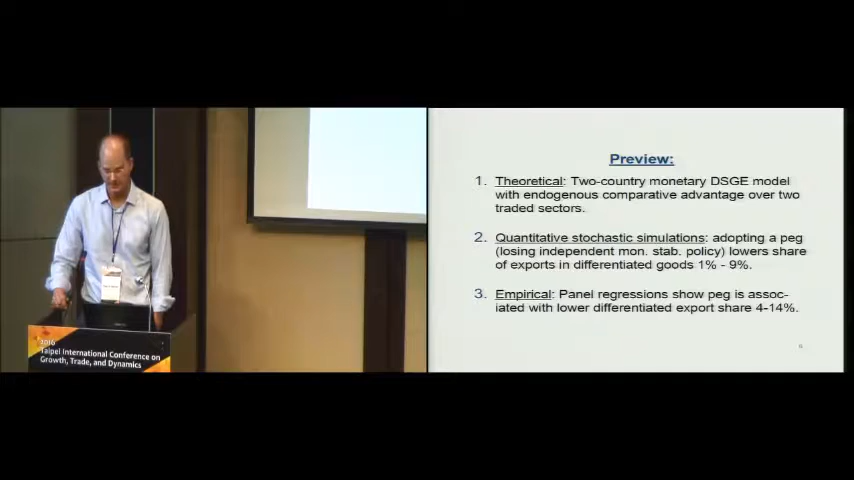 2016
Taipei International Conference on
Growth, Trade, and Dynamics
Preview:
1. Theoretical: Two-country monetary DSGE model
with endogenous comparative advantage over two
traded sectors.
2. Quantitative stochastic simulations: adopting a peg
(losing independent mon. stab. policy) lowers share
of exports in differentiated goods 1% - 9%.
3. Empirical: Panel regressions show peg is assoc-
iated with lower differentiated export share 4-14%.